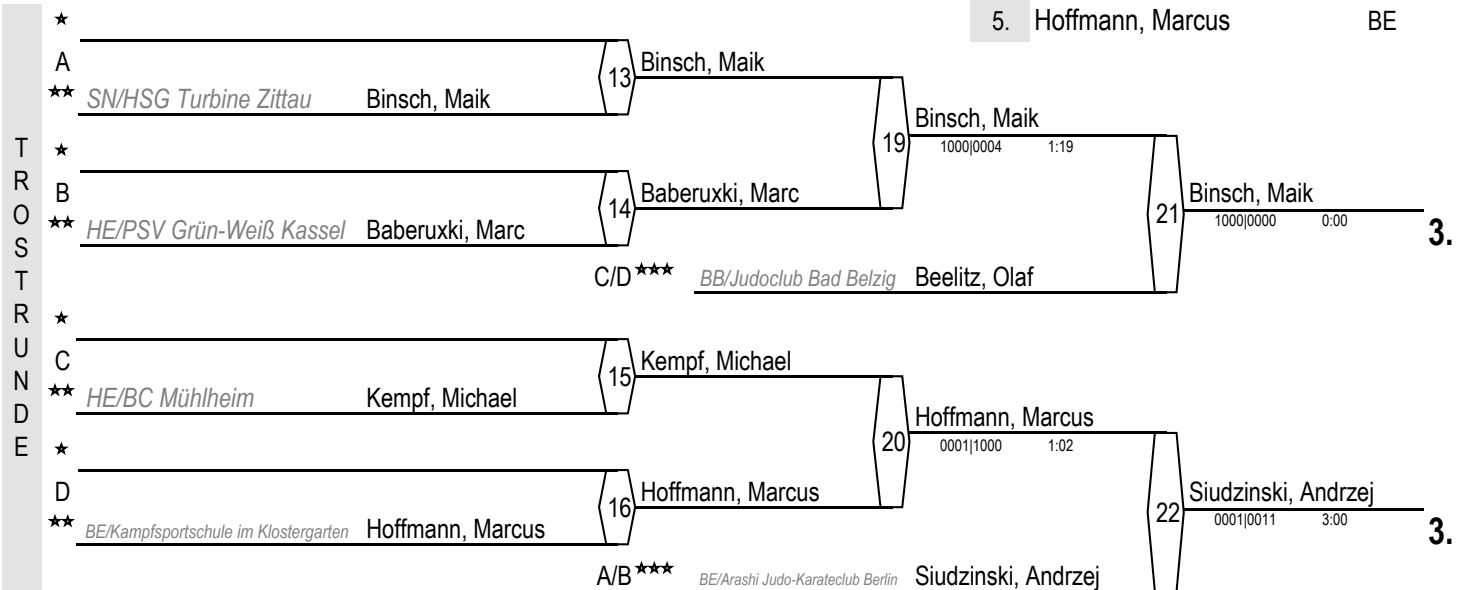 5. Hoffmann, Marcus BE
TROSTRUNDE
★
A
13 Binsch, Maik
★★ SN/HSG Turbine Zittau Binsch, Maik
19 Binsch, Maik
1000|0004 1:19
★
B
14 Baberuxki, Marc
★★ HE/PSV Grün-Weiß Kassel Baberuxki, Marc
21 Binsch, Maik
1000|0000 0:00
3.
C/D ★★★ BB/Judoclub Bad Belzig Beelitz, Olaf
★
C
15 Kempf, Michael
★★ HE/BC Mühlheim Kempf, Michael
20 Hoffmann, Marcus
0001|1000 1:02
★
D
16 Hoffmann, Marcus
★★ BE/Kampfsportschule im Klostergarten Hoffmann, Marcus
22 Siudzinski, Andrzej
0001|0011 3:00
3.
A/B ★★★ BE/Arashi Judo-Karateclub Berlin Siudzinski, Andrzej